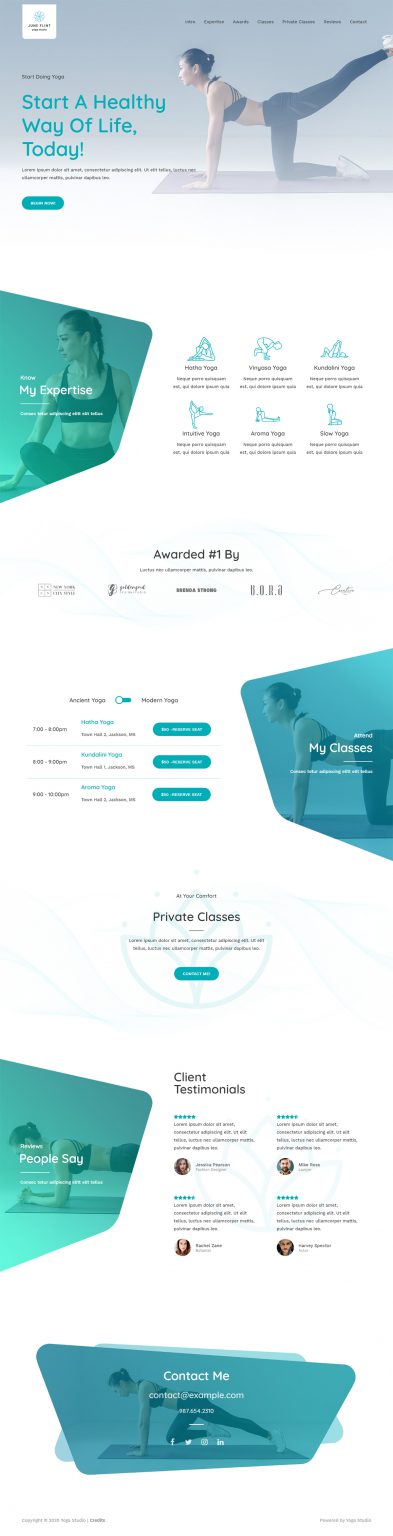 JUNE FLINT
yoga studio
Intro Expertise Awards Classes Private Classes Reviews Contact
Start Doing Yoga
Start A Healthy
Way Of Life,
Today!
Lorem ipsum dolor sit amet, consectetur adipiscing elit. Ut elit tellus, luctus nec
ullamcorper mattis, pulvinar dapibus leo.
BEGIN NOW!
Know
My Expertise
Consec tetur adipiscing elitt elit tellus
Hatha Yoga
Neque porro quisquam
est, qui dolore ipsum quia
Vinyasa Yoga
Neque porro quisquam
est, qui dolore ipsum quia
Kundalini Yoga
Neque porro quisquam
est, qui dolore ipsum quia
Intuitive Yoga
Neque porro quisquam
est, qui dolore ipsum quia
Aroma Yoga
Neque porro quisquam
est, qui dolore ipsum quia
Slow Yoga
Neque porro quisquam
est, qui dolore ipsum quia
Awarded #1 By
Luctus nec ullamcorper mattis, pulvinar dapibus leo.
NEW YORK
CITY STYLE
goldengrid
BRENDA STRONG
B.O.R.A
Creative
Ancient Yoga Modern Yoga
7:00 - 8:00pm
Hatha Yoga
Town Hall 2, Jackson, MS
$50 -RESERVE SEAT
8:00 - 9:00pm
Kundalini Yoga
Town Hall 1, Jackson, MS
$50 -RESERVE SEAT
9:00 - 10:00pm
Aroma Yoga
Town Hall 2, Jackson, MS
$50 -RESERVE SEAT
Attend
My Classes
Consec tetur adipiscing elitt elit tellus
At Your Comfort
Private Classes
Lorem ipsum dolor sit amet, consectetur adipiscing elit. Ut elit
tellus, luctus nec ullamcorper mattis, pulvinar dapibus leo.
CONTACT ME!
Reviews
People Say
Consec tetur adipiscing elitt elit tellus
Client
Testimonials
Lorem ipsum dolor sit amet,
consectetur adipiscing elit. Ut elit
tellus, luctus nec ullamcorper mattis,
pulvinar dapibus leo.
Jessica Pearson
Fashion Designer
Lorem ipsum dolor sit amet,
consectetur adipiscing elit. Ut elit
tellus, luctus nec ullamcorper mattis,
pulvinar dapibus leo.
Mike Ross
Lawyer
Lorem ipsum dolor sit amet,
consectetur adipiscing elit. Ut elit
tellus, luctus nec ullamcorper mattis,
pulvinar dapibus leo.
Rachel Zane
Lorem ipsum dolor sit amet,
consectetur adipiscing elit. Ut elit
tellus, luctus nec ullamcorper mattis,
pulvinar dapibus leo.
Harvey Specter
Actor
Contact Me
contact@example.com
987.654.2310
Copyright © 2020 Yoga Studio | Credits
Powered by Yoga Studio